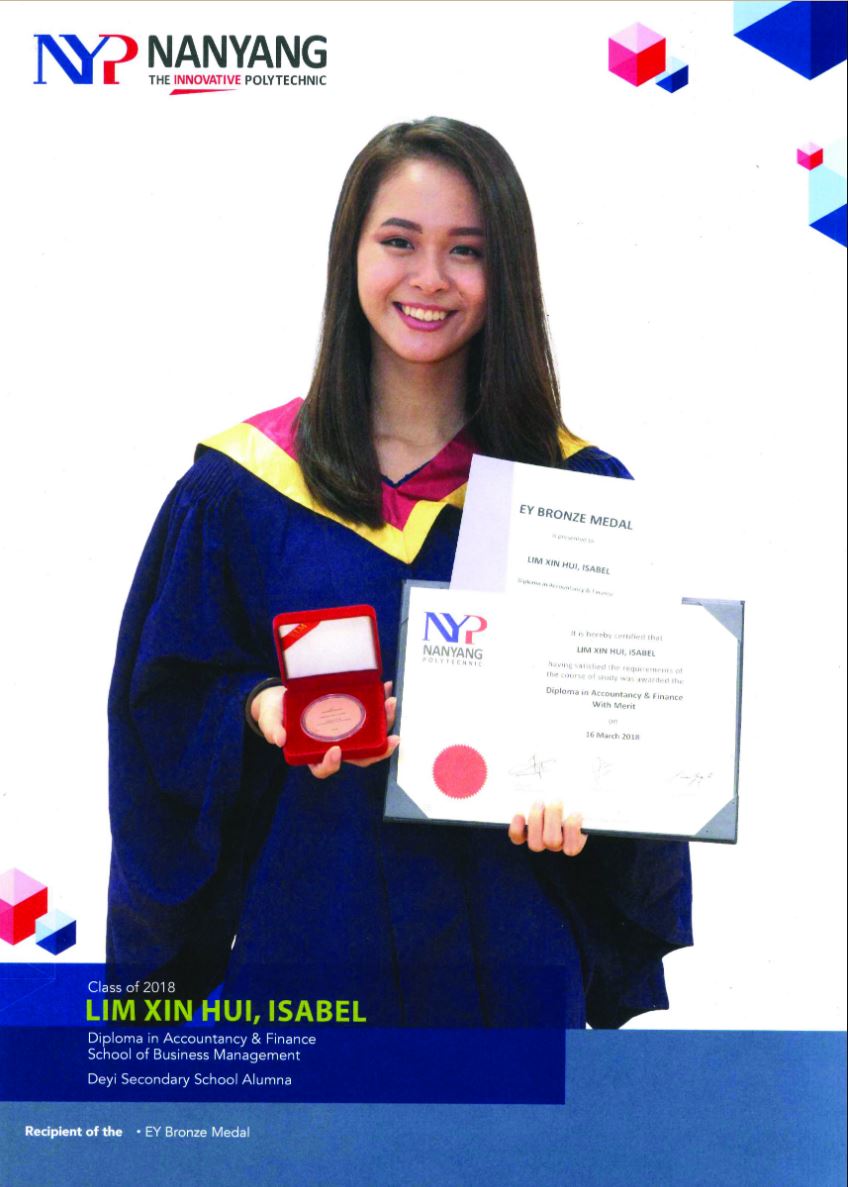 NYP NANYANG
THE INNOVATIVE POLYTECHNIC
EY BRONZE MEDAL
is presented to
LIM XIN HUI, ISABEL
Diploma in Accountancy & Finance
NYP
NANYANG
POLYTECHNIC
It is hereby certified that
LIM XIN HUI, ISABEL
having satisfied the requirements of
the course of study was awarded the
Diploma in Accountancy & Finance
With Merit
on
16 March 2018
Class of 2018
LIM XIN HUI, ISABEL
Diploma in Accountancy & Finance
School of Business Management
Deyi Secondary School Alumna
Recipient of the • EY Bronze Medal